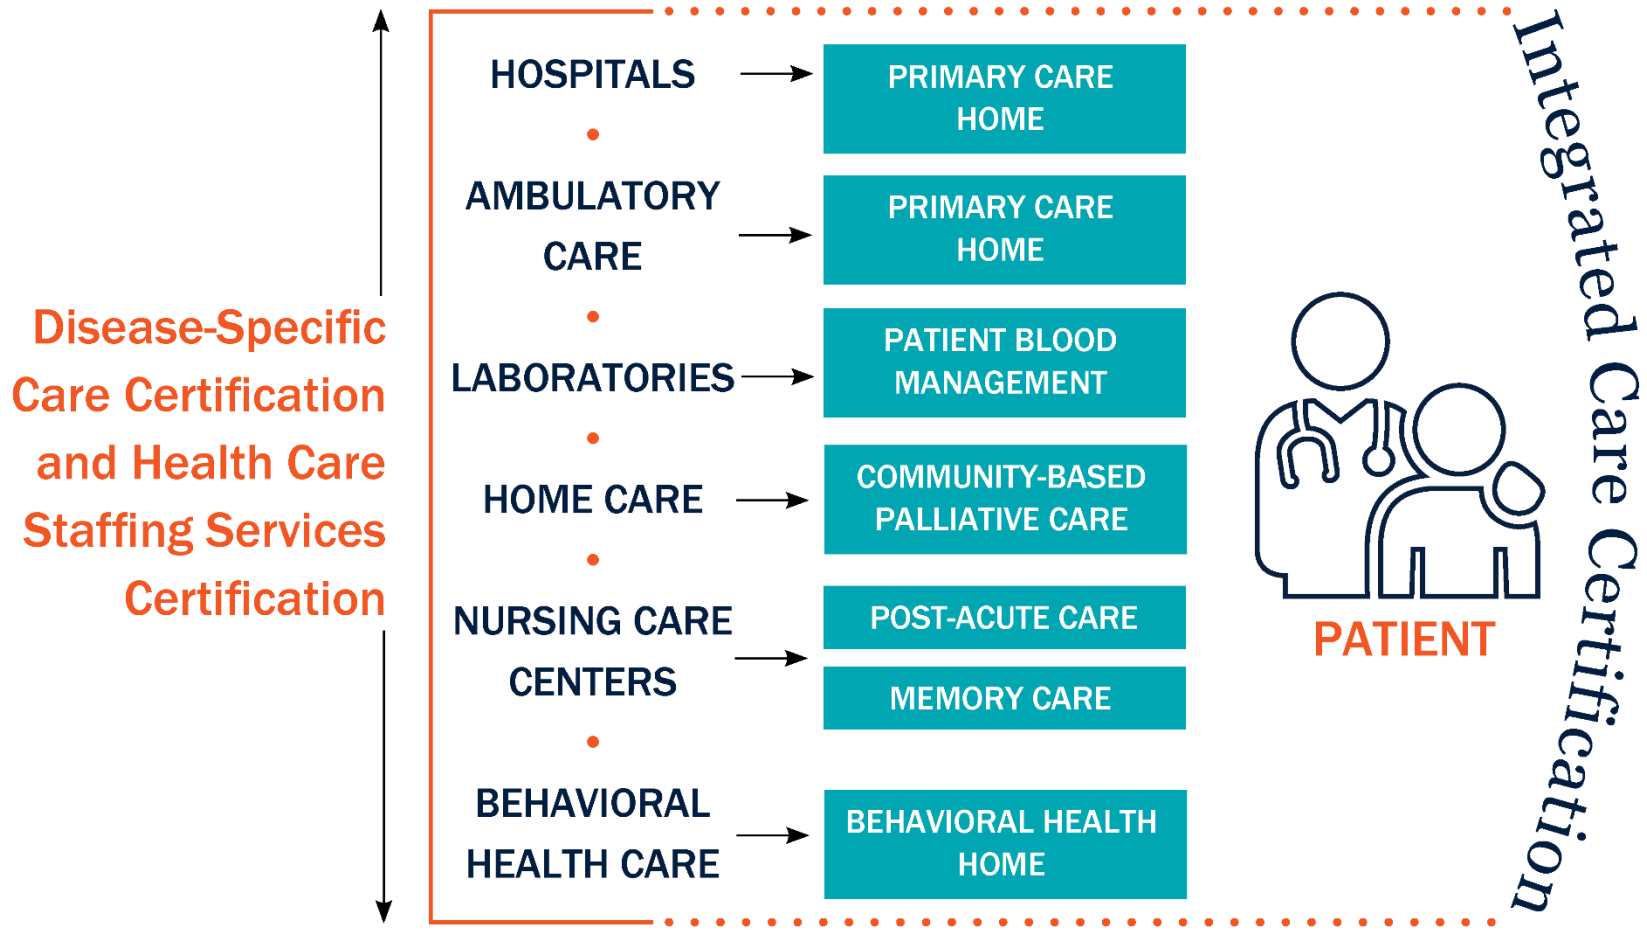 Disease-Specific
Care Certification
and Health Care
Staffing Services
Certification
HOSPITALS
PRIMARY CARE
HOME
AMBULATORY
CARE
PRIMARY CARE
HOME
LABORATORIES
PATIENT BLOOD
MANAGEMENT
HOME CARE
COMMUNITY-BASED
PALLIATIVE CARE
NURSING CARE
CENTERS
POST-ACUTE CARE
MEMORY CARE
BEHAVIORAL
HEALTH CARE
BEHAVIORAL HEALTH
HOME
PATIENT
Integrated Care Certification